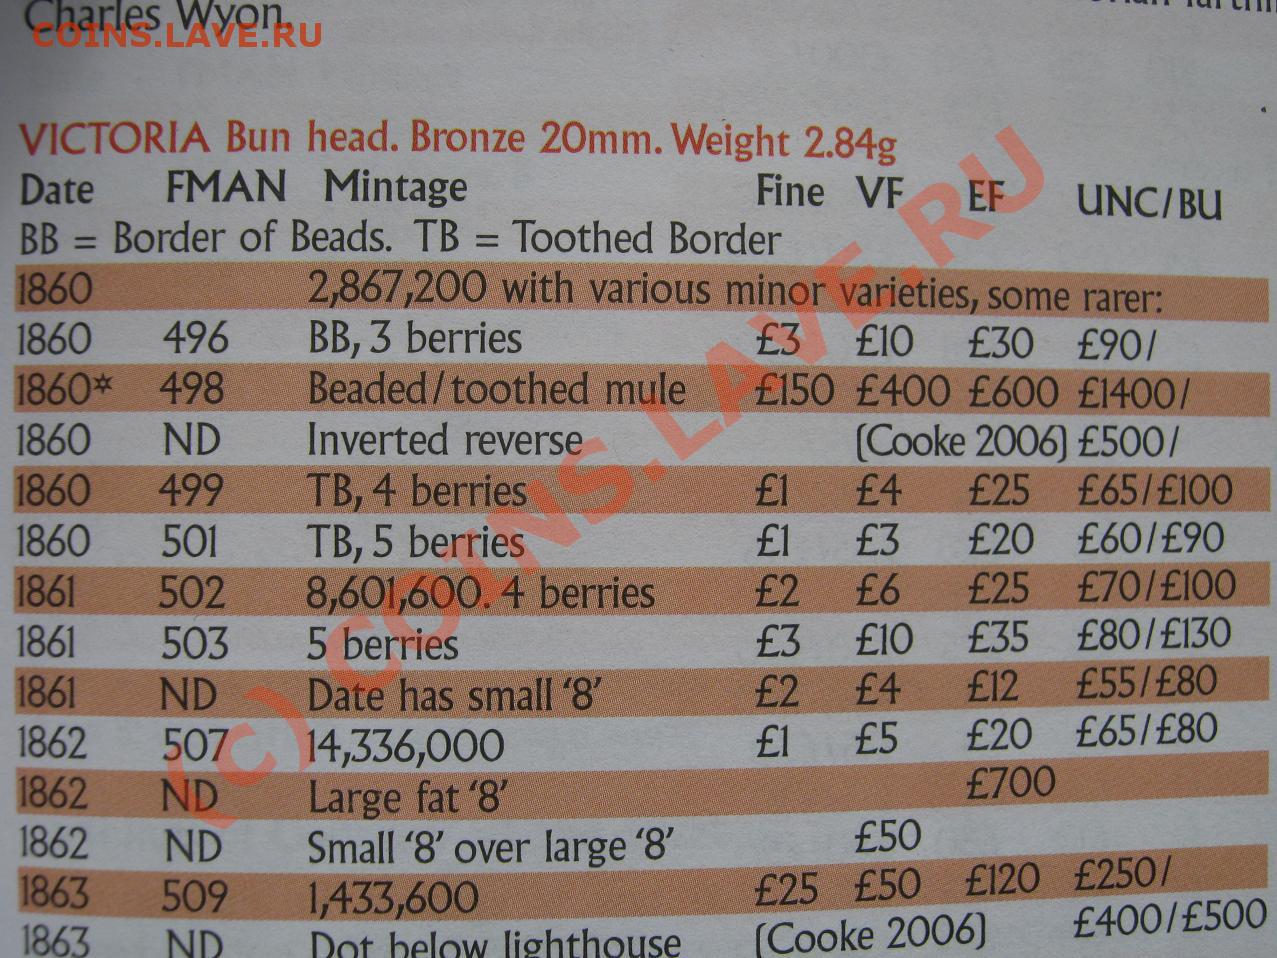 Charles Wyon.
COINS.LAVE.RU
VICTORIA Bun head. Bronze 20mm. Weight 2.84g
Date FMAN Mintage Fine VF EF UNC/BU
BB = Border of Beads. TB = Toothed Border
1860 2,867,200 with various minor varieties, some rarer:
1860 496 BB, 3 berries £3 £10 £30 £90/
1860* 498 Beaded/toothed mule £150 £400 £600 £1400/
1860 ND Inverted reverse (Cooke 2006) £500/
1860 499 TB, 4 berries £1 £4 £25 £65/£100
1860 501 TB, 5 berries £1 £3 £20 £60/£90
1861 502 8,601,600. 4 berries £2 £6 £25 £70/£100
1861 503 5 berries £3 £10 £35 £80/£130
1861 ND Date has small ‘8’ £2 £4 £12 £55/£80
1862 507 14,336,000 £1 £5 £20 £65/£80
1862 ND Large fat ‘8’ £700
1862 ND Small ‘8’ over large ‘8’ £50
1863 509 1,433,600 £25 £50 £120 £250/
1863 ND Dot below lighthouse (Cooke 2006) £400/£500
(c) COINS.LAVE.RU